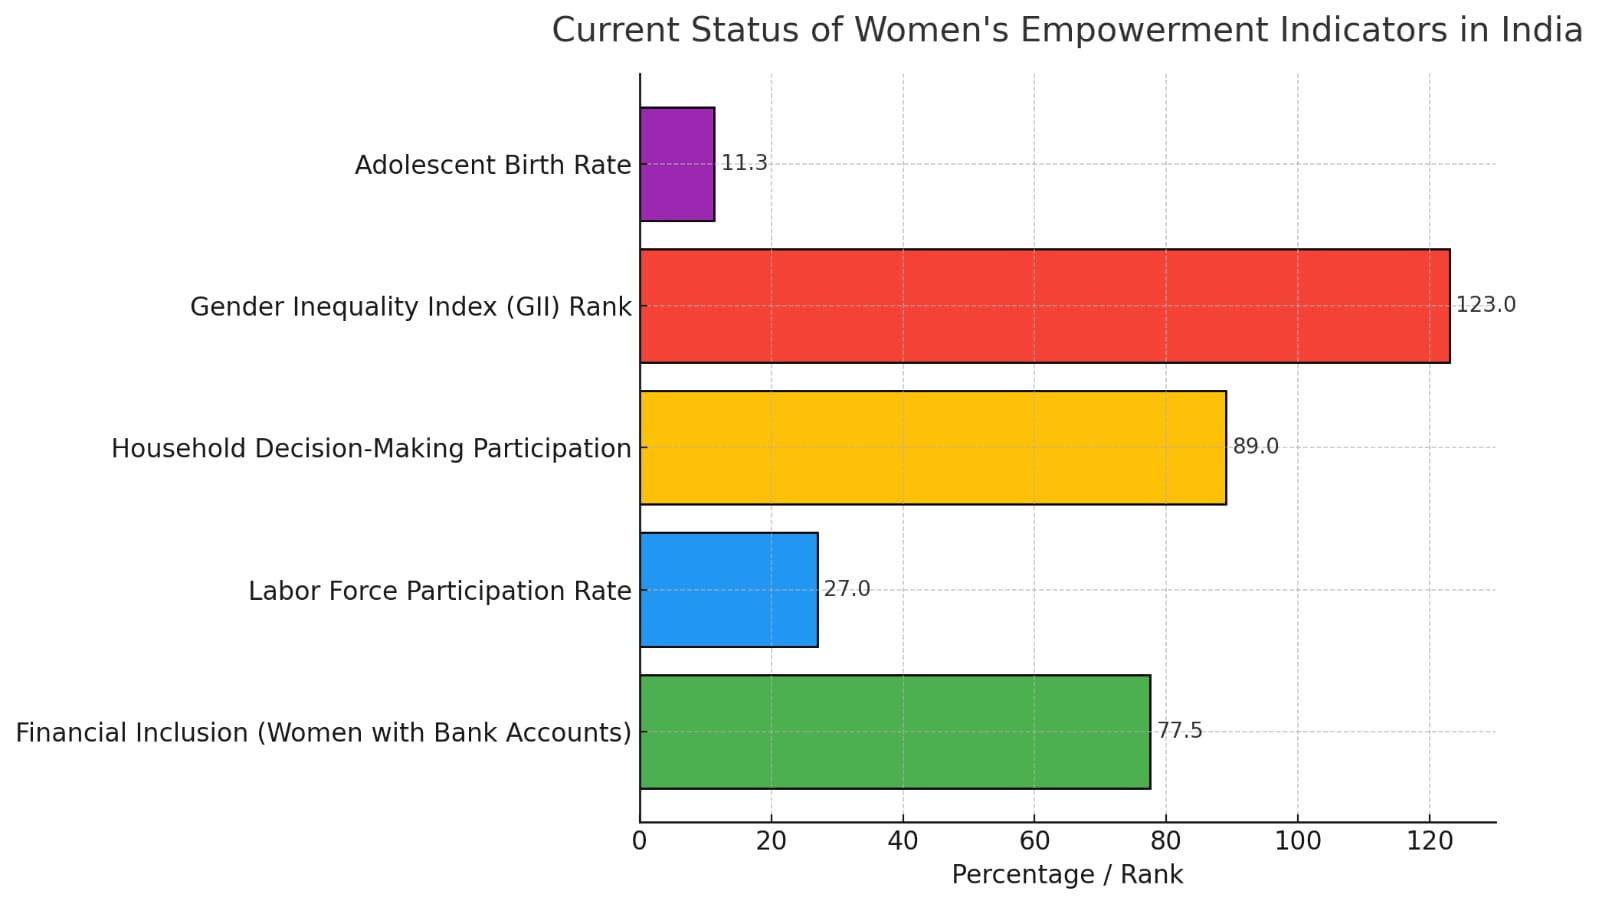 Current Status of Women's Empowerment Indicators in India
Adolescent Birth Rate
11.3
Gender Inequality Index (GII) Rank
123.0
Household Decision-Making Participation
89.0
Labor Force Participation Rate
27.0
Financial Inclusion (Women with Bank Accounts)
77.5
0 20 40 60 80 100 120
Percentage / Rank